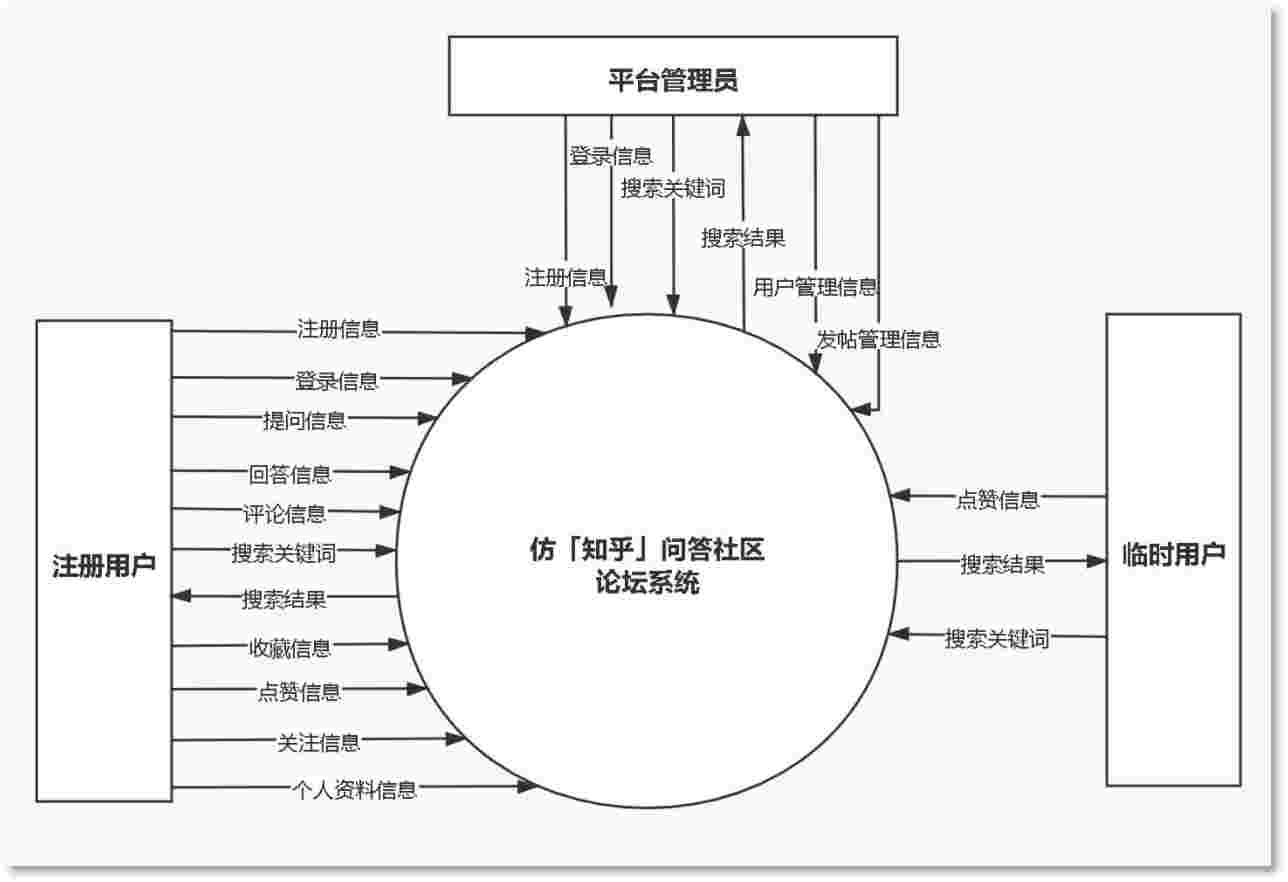 平台管理员
登录信息
搜索关键词
搜索结果
注册信息
用户管理信息
发帖管理信息
注册信息
登录信息
提问信息
回答信息
评论信息
搜索关键词
搜索结果
收藏信息
点赞信息
关注信息
个人资料信息
注册用户
仿「知乎」问答社区
论坛系统
点赞信息
搜索结果
搜索关键词
临时用户